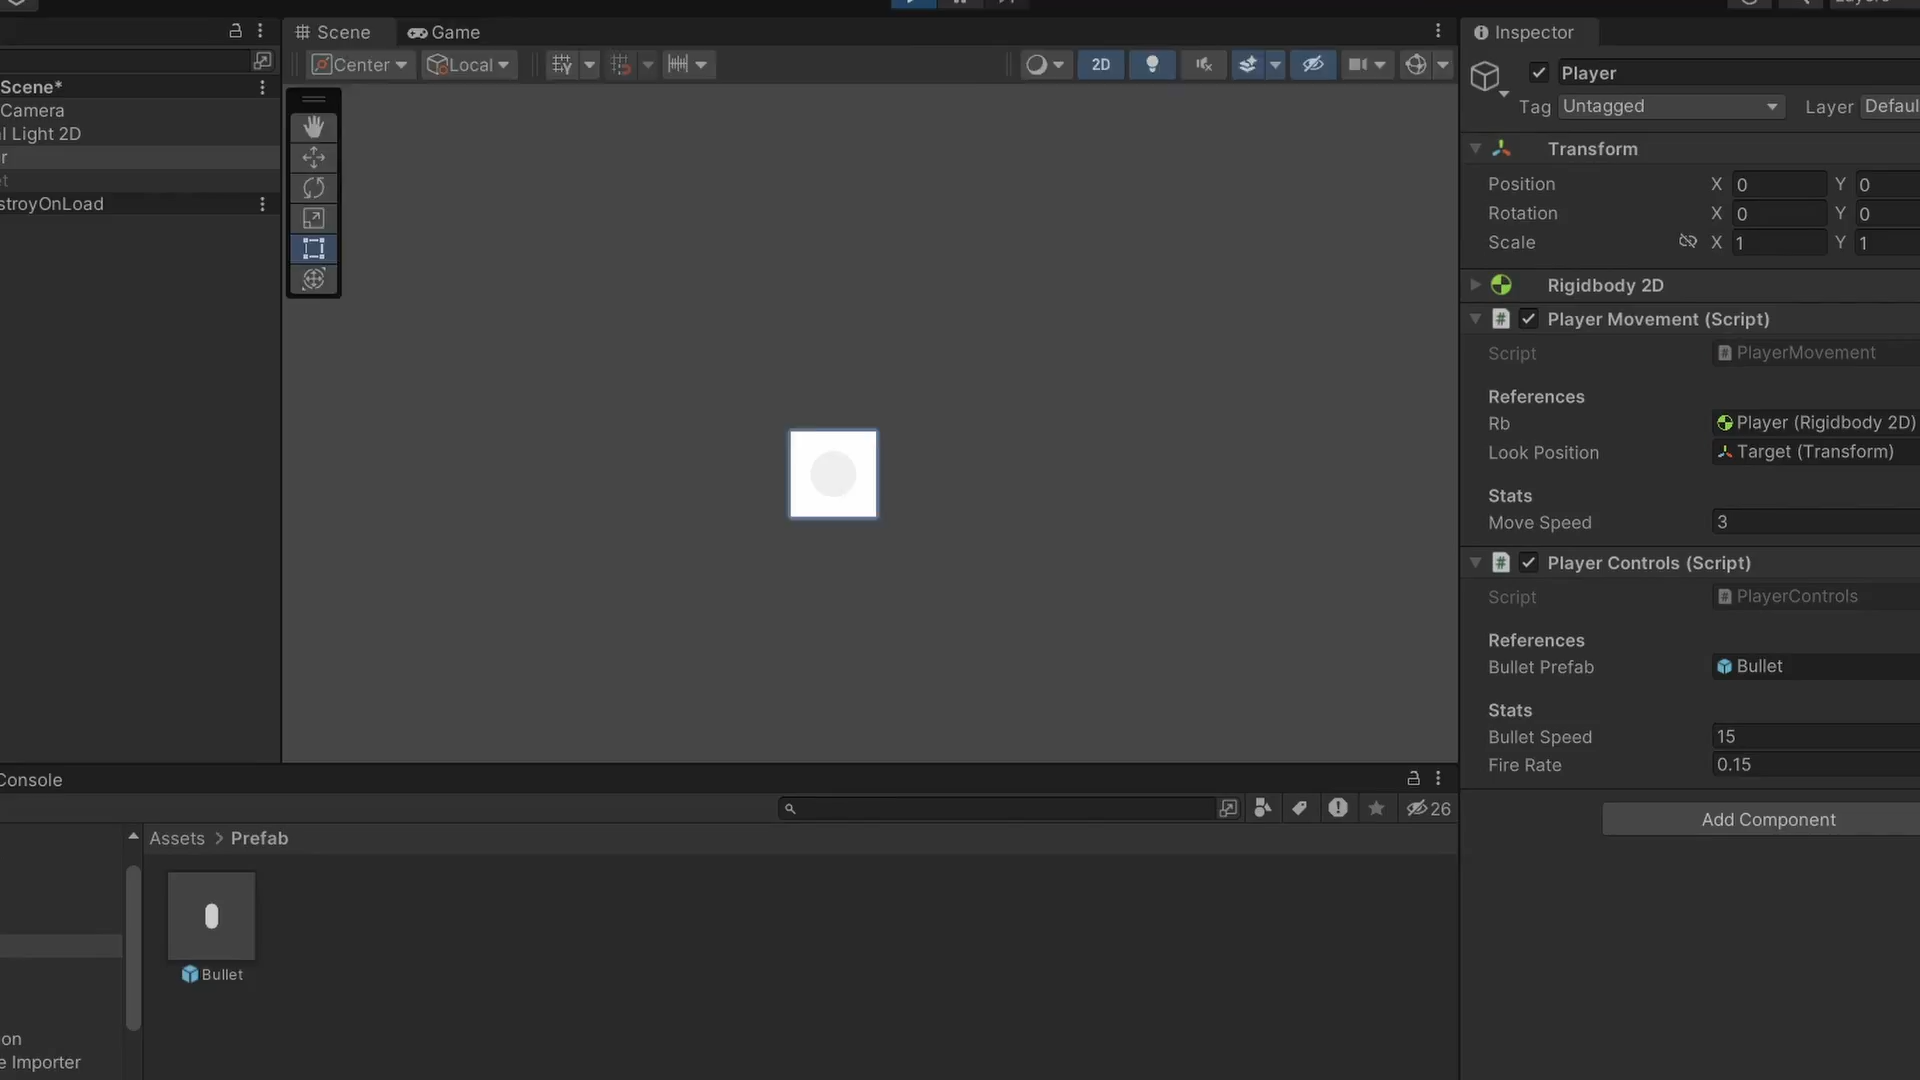 Scene
Game
Inspector
Center
Local
2D
Player
Tag Untagged Layer Defaul
Scene*
Camera
l Light 2D
r
t
stroyOnLoad
Transform
Position X 0 Y 0
Rotation X 0 Y 0
Scale X 1 Y 1
Rigidbody 2D
Player Movement (Script)
Script PlayerMovement
References
Rb Player (Rigidbody 2D)
Look Position Target (Transform)
Stats
Move Speed 3
Player Controls (Script)
Script PlayerControls
References
Bullet Prefab Bullet
Stats
Bullet Speed 15
Fire Rate 0.15
Add Component
Console
26
Assets > Prefab
Bullet
on
e Importer